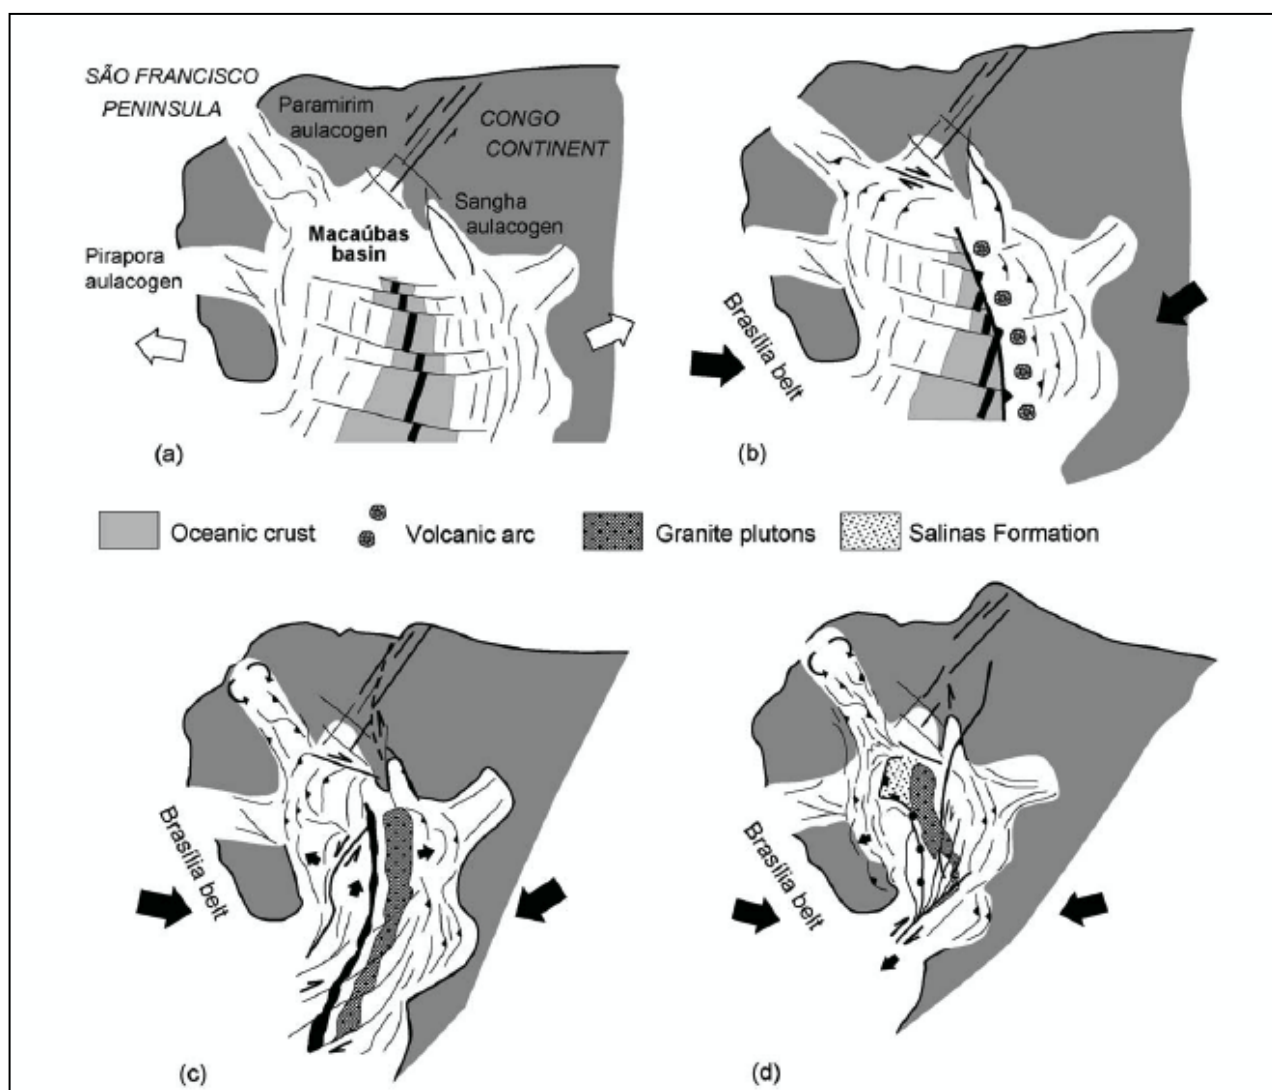 SÃO FRANCISCO
PENINSULA
Paramirim
aulacogen
CONGO
CONTINENT
Sangha
aulacogen
Macaúbas
basin
Pirapora
aulacogen
(a)
Brasília belt
(b)
Oceanic crust
Volcanic arc
Granite plutons
Salinas Formation
Brasília belt
(c)
Brasília belt
(d)